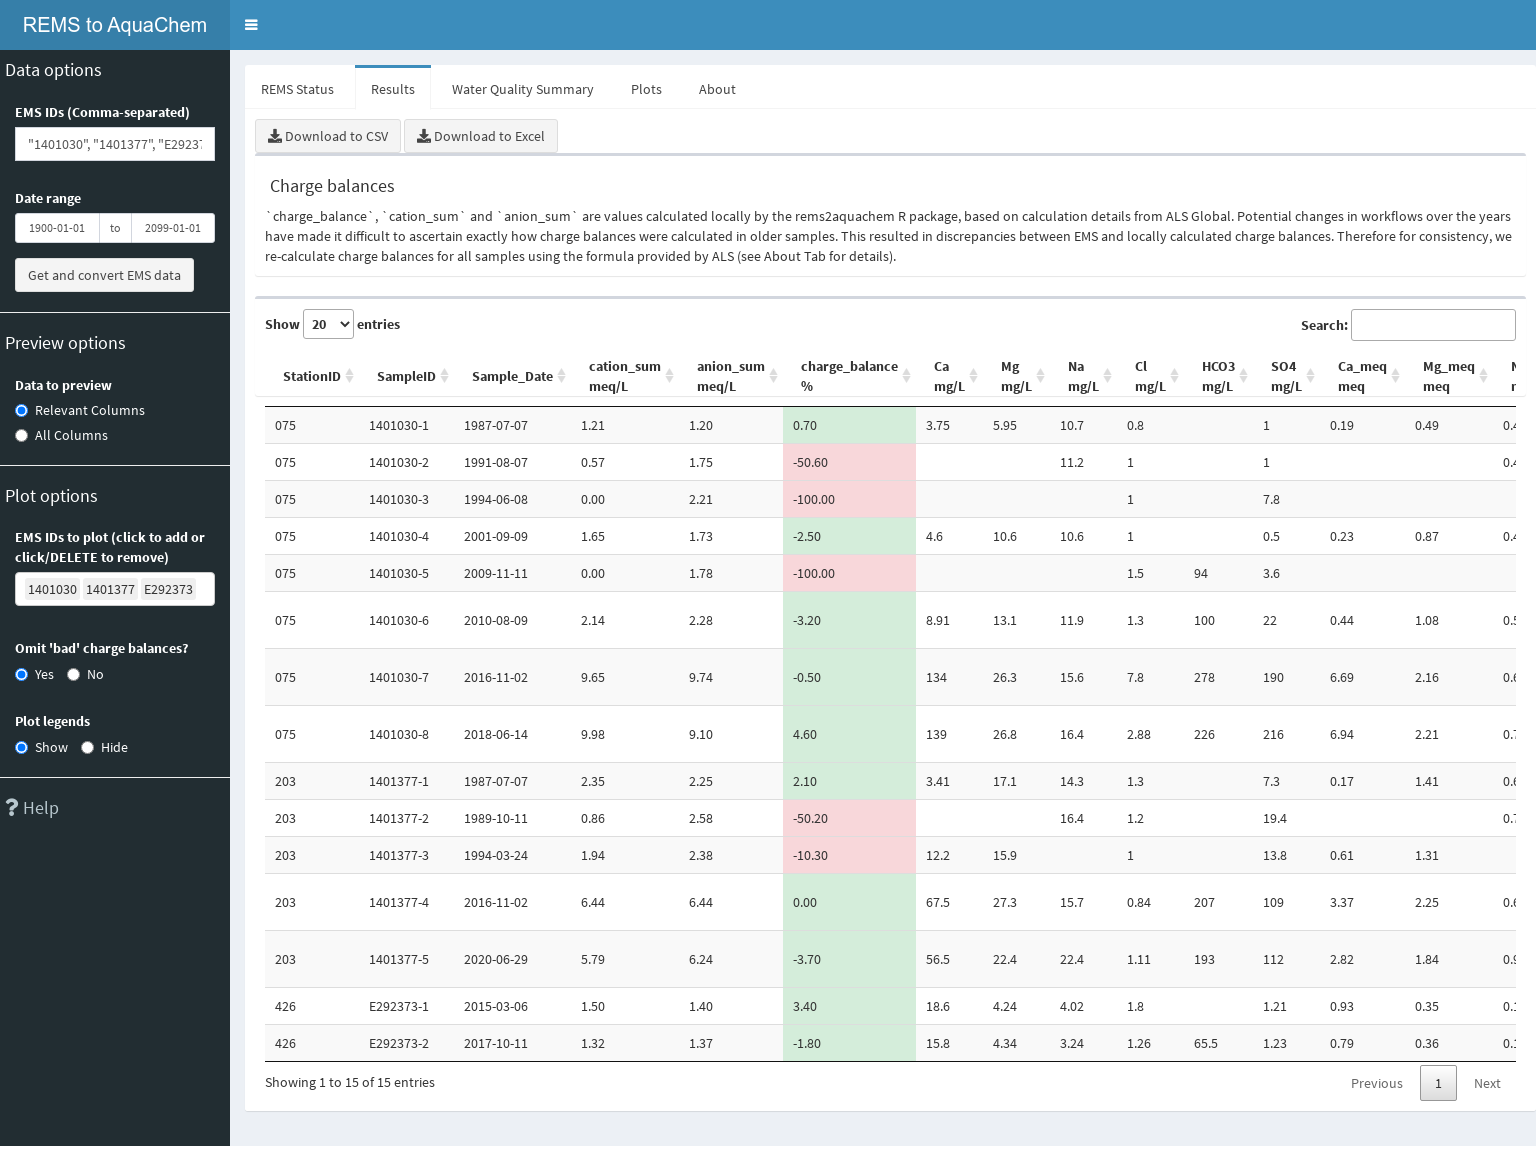 REMS to AquaChem
Data options
EMS IDs (Comma-separated)
"1401030", "1401377", "E2923
Date range
1900-01-01 to 2099-01-01
Get and convert EMS data
Preview options
Data to preview
Relevant Columns
All Columns
Plot options
EMS IDs to plot (click to add or
click/DELETE to remove)
1401030 1401377 E292373
Omit 'bad' charge balances?
Yes No
Plot legends
Show Hide
Help
REMS Status Results Water Quality Summary Plots About
Download to CSV Download to Excel
Charge balances
`charge_balance`, `cation_sum` and `anion_sum` are values calculated locally by the rems2aquachem R package, based on calculation details from ALS Global. Potential changes in workflows over the years
have made it difficult to ascertain exactly how charge balances were calculated in older samples. This resulted in discrepancies between EMS and locally calculated charge balances. Therefore for consistency, we
re-calculate charge balances for all samples using the formula provided by ALS (see About Tab for details).
Show 20 entries Search:
StationID SampleID Sample_Date cation_sum meq/L anion_sum meq/L charge_balance % Ca mg/L Mg mg/L Na mg/L Cl mg/L HCO3 mg/L SO4 mg/L Ca_meq meq Mg_meq meq
075 1401030-1 1987-07-07 1.21 1.20 0.70 3.75 5.95 10.7 0.8 1 0.19 0.49 0.4
075 1401030-2 1991-08-07 0.57 1.75 -50.60 11.2 1 1 0.4
075 1401030-3 1994-06-08 0.00 2.21 -100.00 1 7.8
075 1401030-4 2001-09-09 1.65 1.73 -2.50 4.6 10.6 10.6 1 0.5 0.23 0.87 0.4
075 1401030-5 2009-11-11 0.00 1.78 -100.00 1.5 94 3.6
075 1401030-6 2010-08-09 2.14 2.28 -3.20 8.91 13.1 11.9 1.3 100 22 0.44 1.08 0.5
075 1401030-7 2016-11-02 9.65 9.74 -0.50 134 26.3 15.6 7.8 278 190 6.69 2.16 0.6
075 1401030-8 2018-06-14 9.98 9.10 4.60 139 26.8 16.4 2.88 226 216 6.94 2.21 0.7
203 1401377-1 1987-07-07 2.35 2.25 2.10 3.41 17.1 14.3 1.3 7.3 0.17 1.41 0.6
203 1401377-2 1989-10-11 0.86 2.58 -50.20 16.4 1.2 19.4 0.7
203 1401377-3 1994-03-24 1.94 2.38 -10.30 12.2 15.9 1 13.8 0.61 1.31
203 1401377-4 2016-11-02 6.44 6.44 0.00 67.5 27.3 15.7 0.84 207 109 3.37 2.25 0.6
203 1401377-5 2020-06-29 5.79 6.24 -3.70 56.5 22.4 22.4 1.11 193 112 2.82 1.84 0.9
426 E292373-1 2015-03-06 1.50 1.40 3.40 18.6 4.24 4.02 1.8 1.21 0.93 0.35 0.1
426 E292373-2 2017-10-11 1.32 1.37 -1.80 15.8 4.34 3.24 1.26 65.5 1.23 0.79 0.36 0.1
Showing 1 to 15 of 15 entries Previous 1 Next